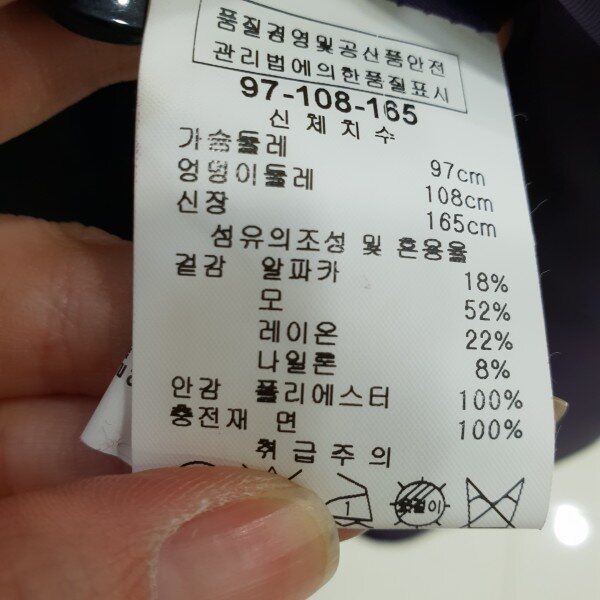 품질경영및공산품안전
관리법에의한품질표시
97-108-165
신체치수
가슴둘레 97cm
엉덩이둘레 108cm
신장 165cm
섬유의조성 및 혼용율
겉감 알파카 18%
모 52%
레이온 22%
나일론 8%
안감 폴리에스터 100%
충전재 면 100%
취급주의
1 옷걸이